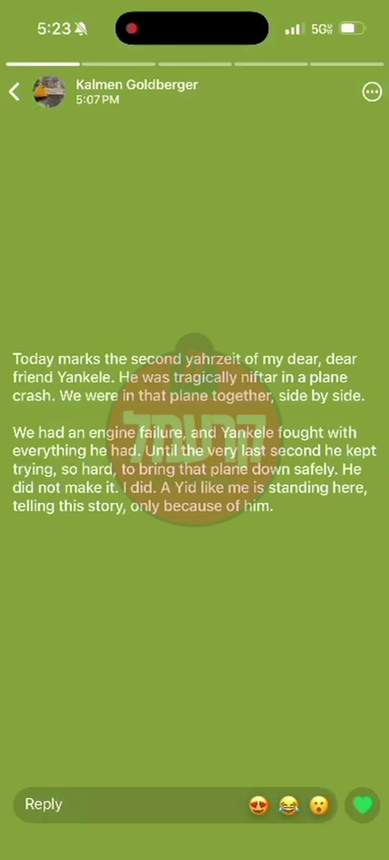 5:23
5G
Kalmen Goldberger
5:07 PM
Today marks the second yahrzeit of my dear, dear
friend Yankele. He was tragically niftar in a plane
crash. We were in that plane together, side by side.
We had an engine failure, and Yankele fought with
everything he had. Until the very last second he kept
trying, so hard, to bring that plane down safely. He
did not make it. I did. A Yid like me is standing here,
telling this story, only because of him.
Reply